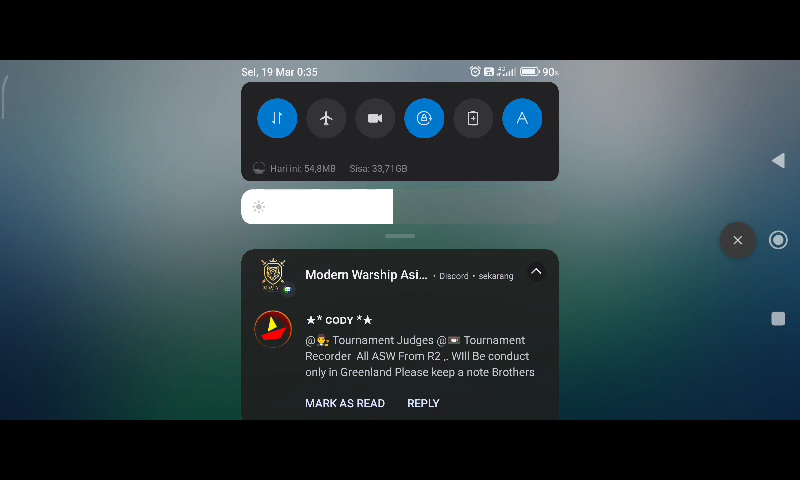 Sel, 19 Mar 0:35
4G
90%
A
Hari ini: 54,8MB Sisa: 33,71GB
Modern Warship Asi... • Discord • sekarang
★* CODY *★
@ Tournament Judges @ Tournament
Recorder All ASW From R2 ,. WIll Be conduct
only in Greenland Please keep a note Brothers
MARK AS READ REPLY